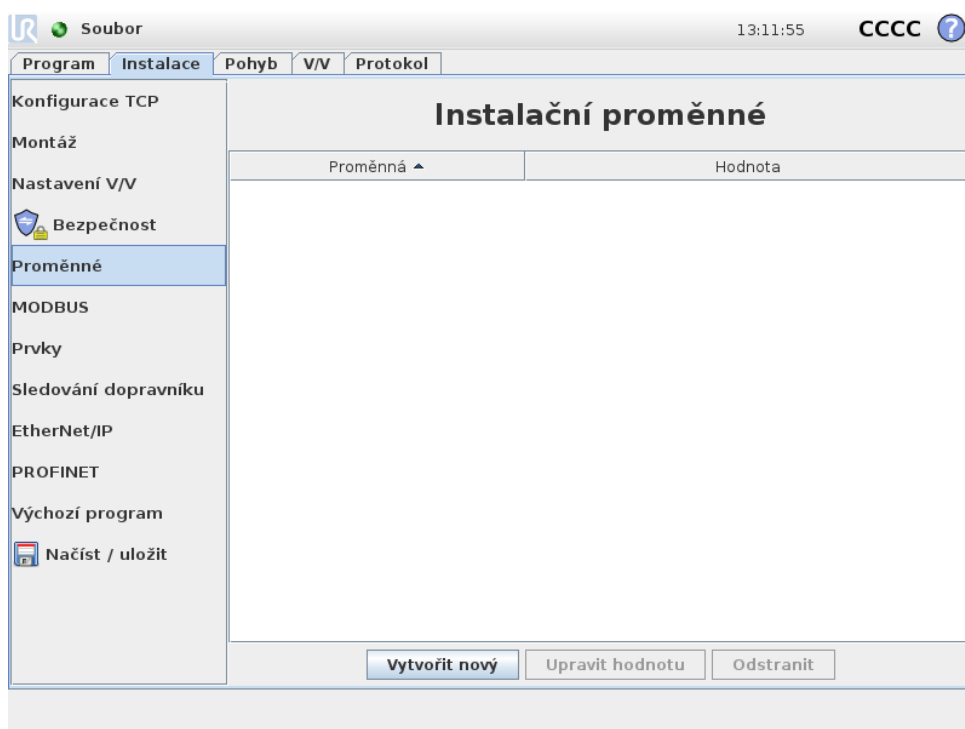 UR Soubor 13:11:55 CCCC ?
Program Instalace Pohyb V/V Protokol
Konfigurace TCP
Montáž
Nastavení V/V
Bezpečnost
Proměnné
MODBUS
Prvky
Sledování dopravníku
EtherNet/IP
PROFINET
Výchozí program
Načíst / uložit
Instalační proměnné
Proměnná Hodnota
Vytvořit nový Upravit hodnotu Odstranit